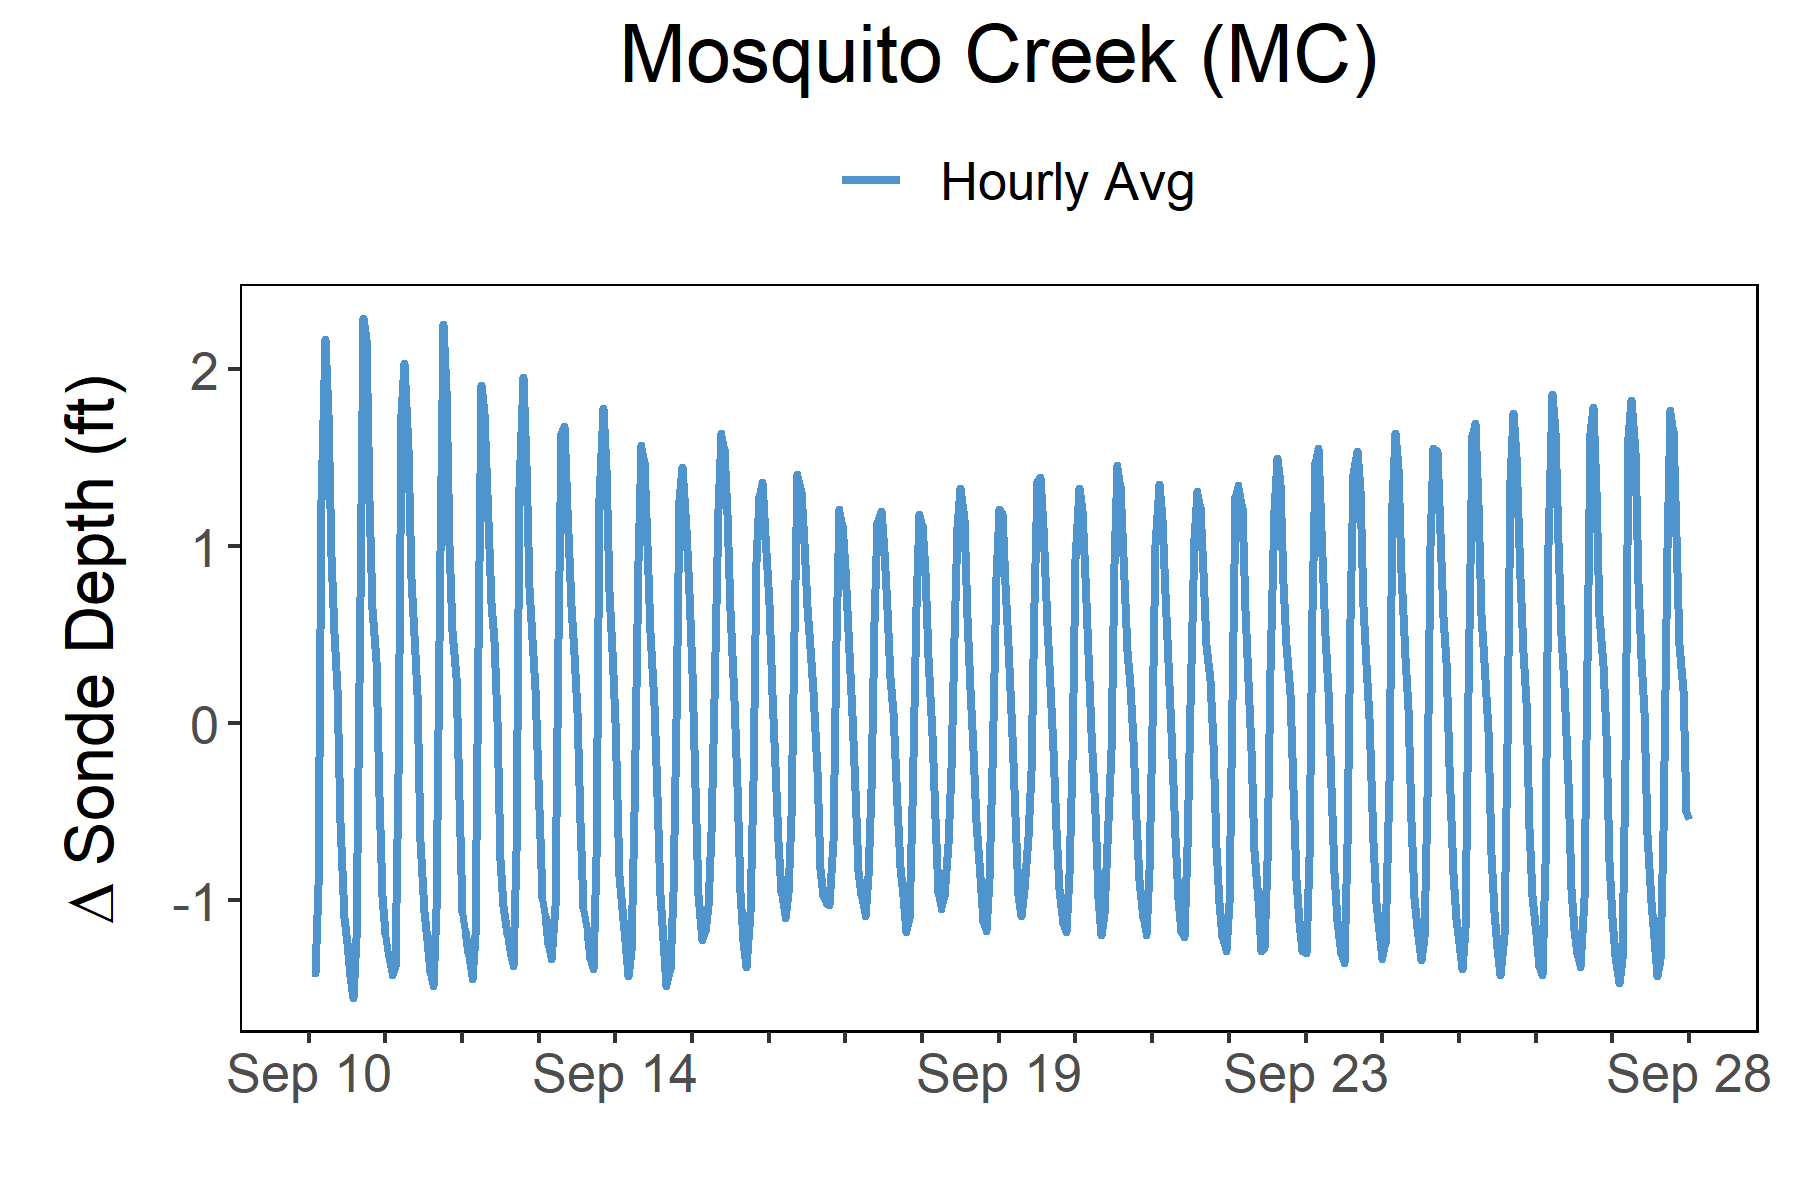 Mosquito Creek (MC)
Hourly Avg
Δ Sonde Depth (ft)
2
1
0
-1
Sep 10 Sep 14 Sep 19 Sep 23 Sep 28